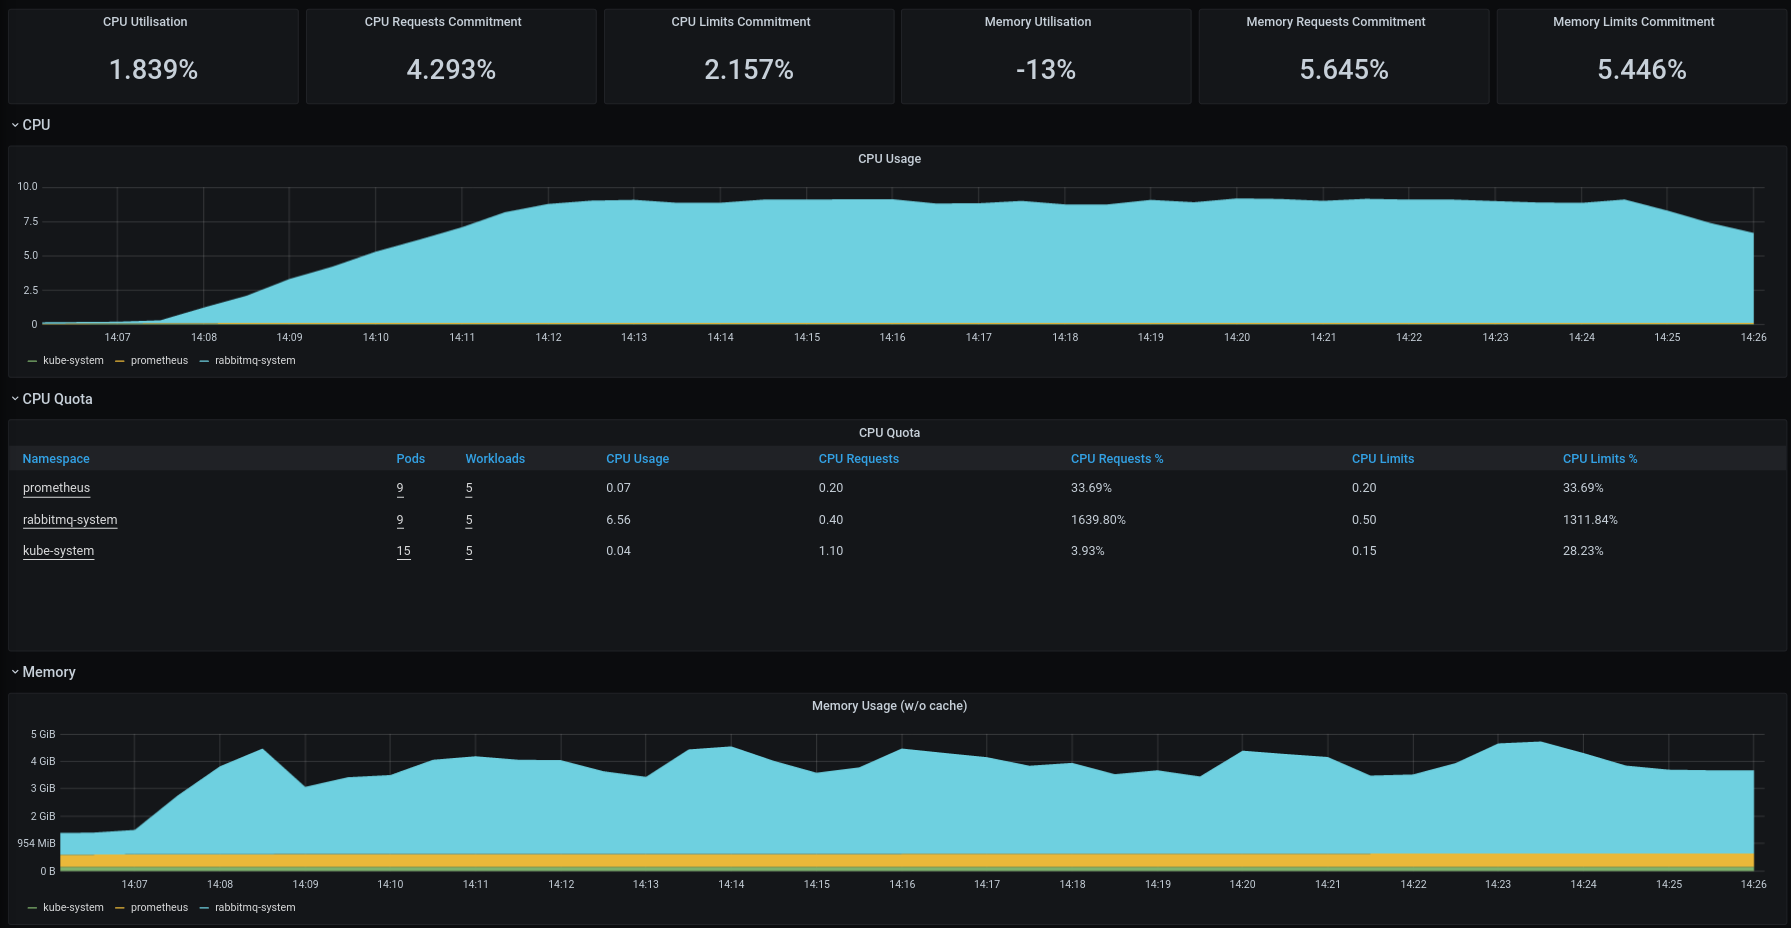 CPU Utilisation CPU Requests Commitment CPU Limits Commitment Memory Utilisation Memory Requests Commitment Memory Limits Commitment
1.839% 4.293% 2.157% -13% 5.645% 5.446%
CPU
CPU Usage
10.0
7.5
5.0
2.5
0
14:07 14:08 14:09 14:10 14:11 14:12 14:13 14:14 14:15 14:16 14:17 14:18 14:19 14:20 14:21 14:22 14:23 14:24 14:25 14:26
kube-system prometheus rabbitmq-system
CPU Quota
CPU Quota
Namespace Pods Workloads CPU Usage CPU Requests CPU Requests % CPU Limits CPU Limits %
prometheus 9 5 0.07 0.20 33.69% 0.20 33.69%
rabbitmq-system 9 5 6.56 0.40 1639.80% 0.50 1311.84%
kube-system 15 5 0.04 1.10 3.93% 0.15 28.23%
Memory
Memory Usage (w/o cache)
5 GiB
4 GiB
3 GiB
2 GiB
954 MiB
0 B
14:07 14:08 14:09 14:10 14:11 14:12 14:13 14:14 14:15 14:16 14:17 14:18 14:19 14:20 14:21 14:22 14:23 14:24 14:25 14:26
kube-system prometheus rabbitmq-system